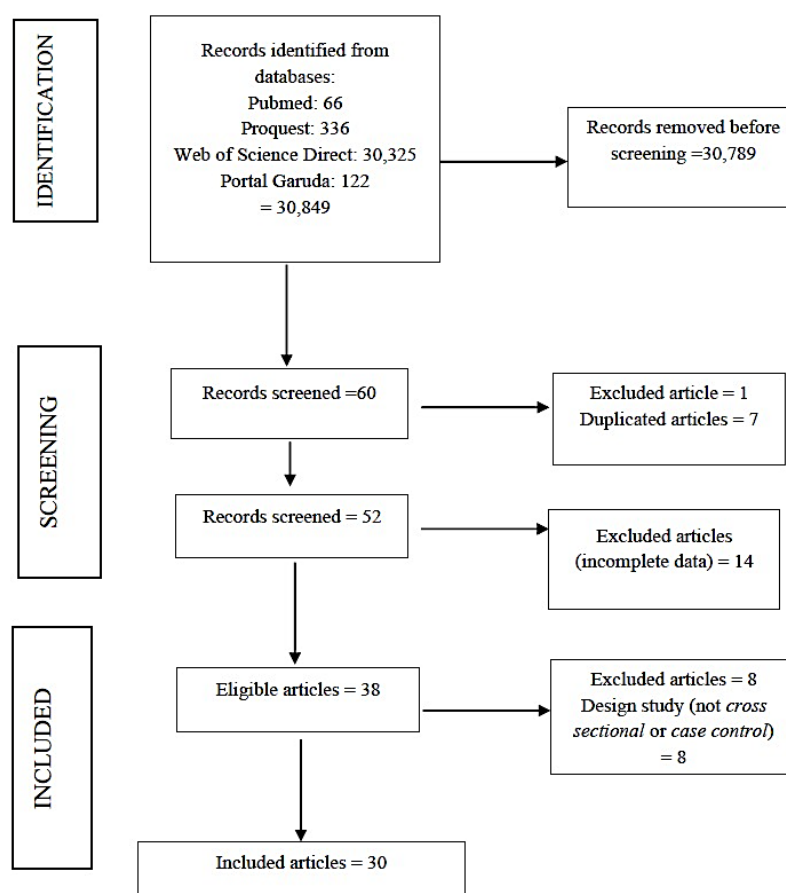 IDENTIFICATION
Records identified from
databases:
Pubmed: 66
Proquest: 336
Web of Science Direct: 30,325
Portal Garuda: 122
= 30,849
Records removed before
screening =30,789
SCREENING
Records screened =60
Excluded article = 1
Duplicated articles = 7
Records screened = 52
Excluded articles
(incomplete data) = 14
INCLUDED
Eligible articles = 38
Excluded articles = 8
Design study (not cross
sectional or case control)
= 8
Included articles = 30